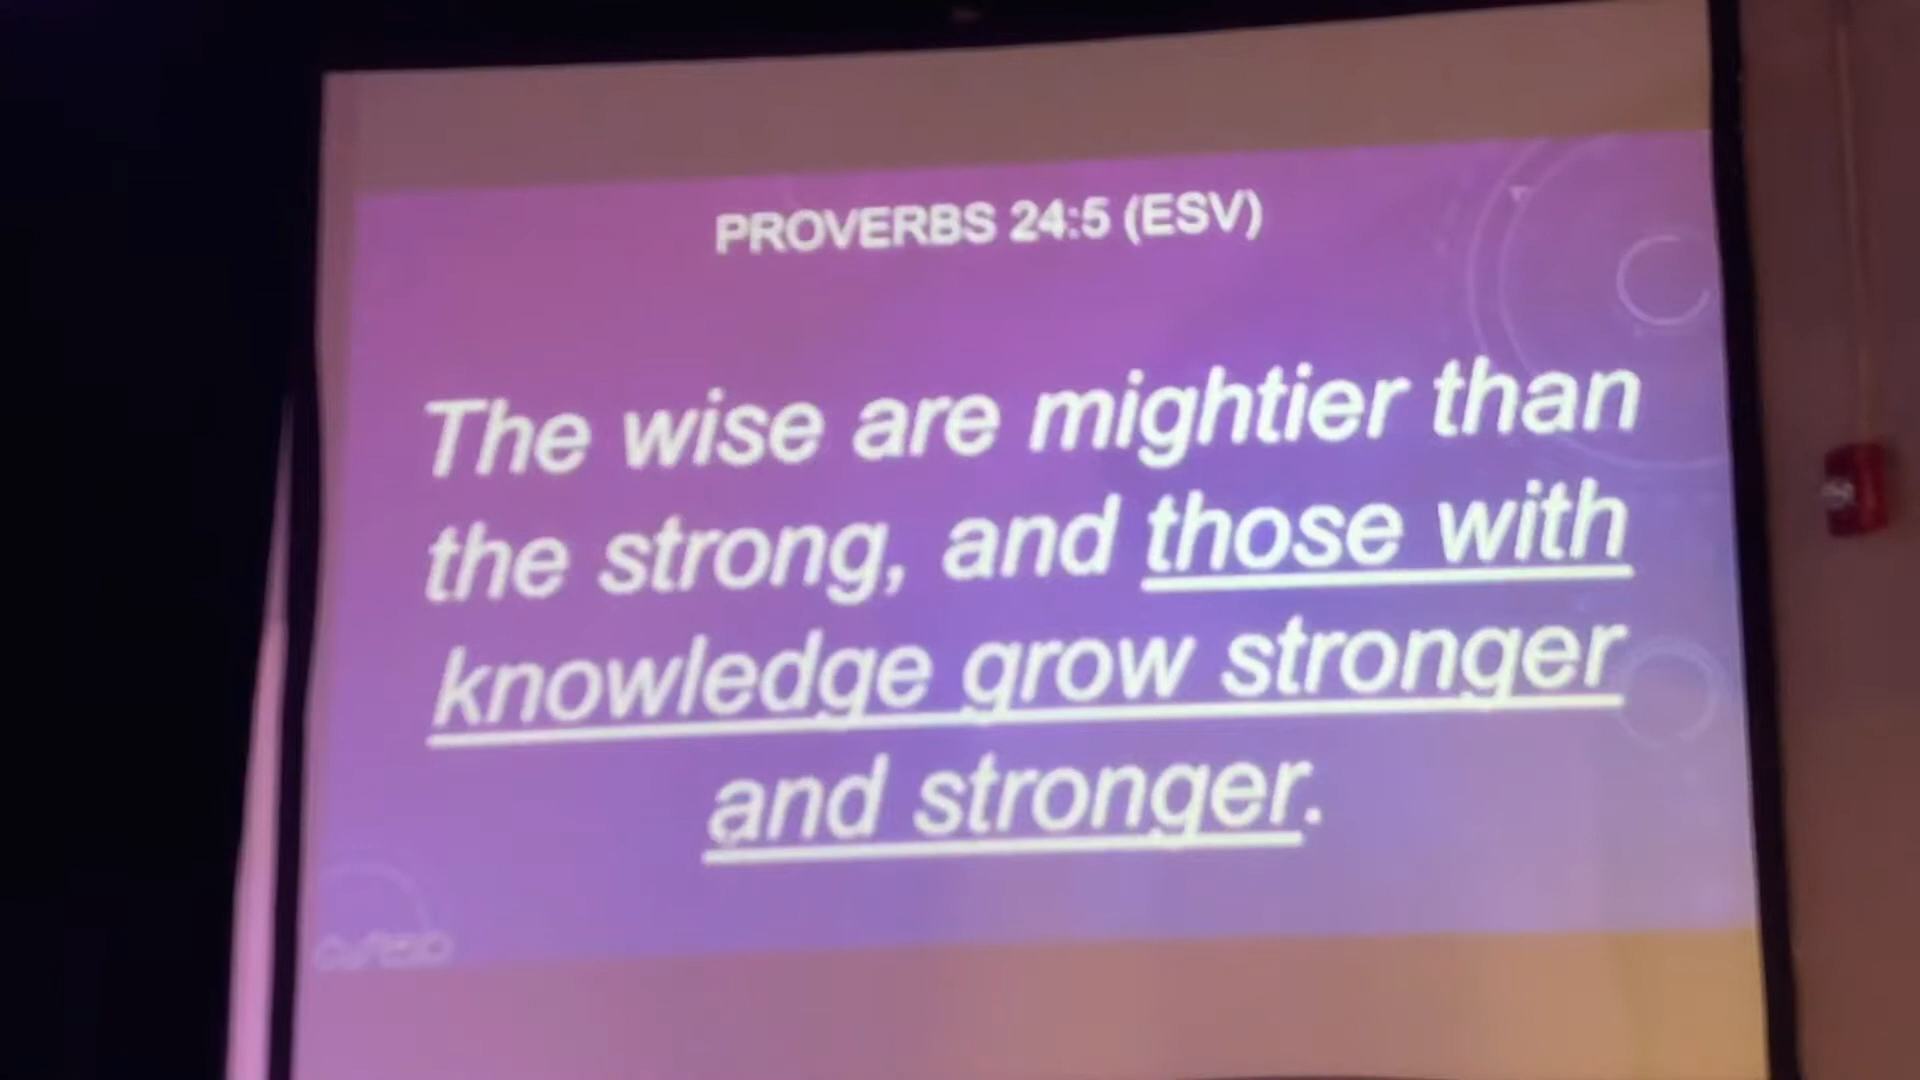 PROVERBS 24:5 (ESV)
The wise are mightier than
the strong, and those with
knowledge grow stronger
and stronger.